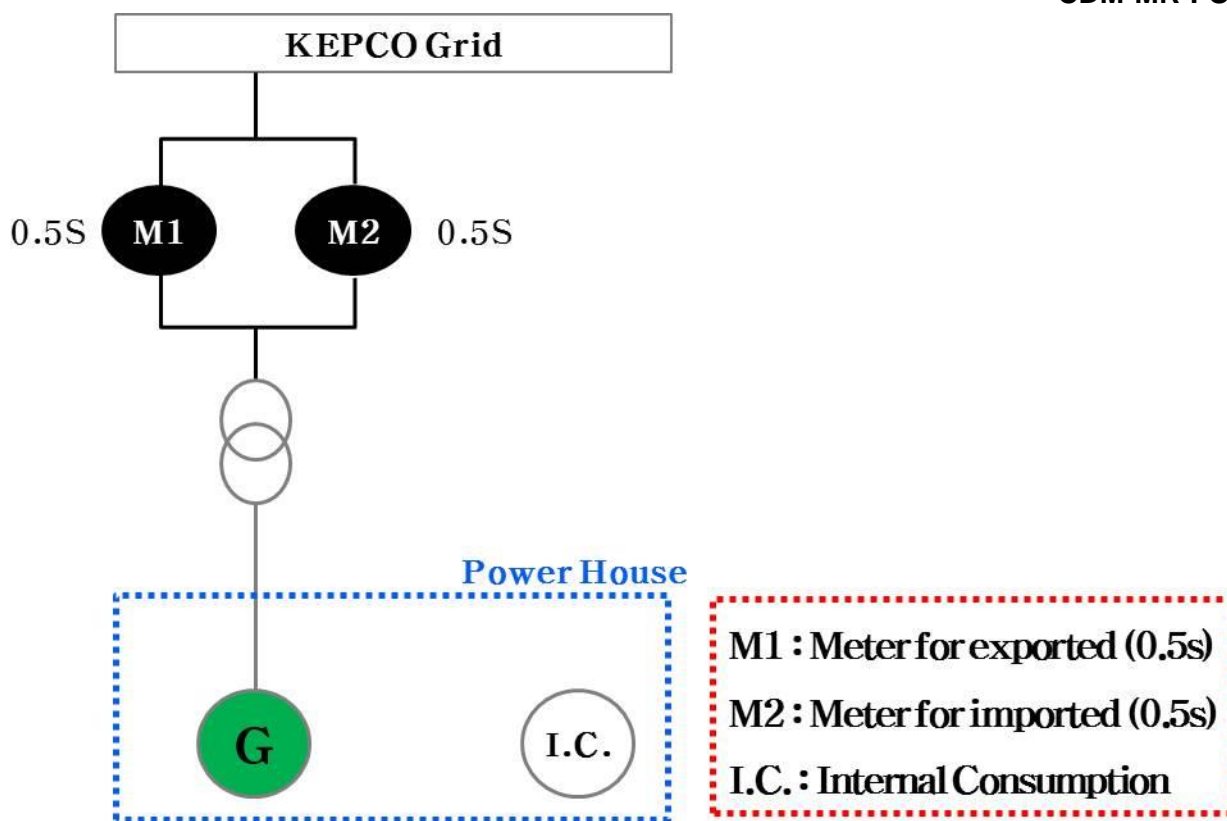 KEPCO Grid
0.5S M1 M2 0.5S
Power House
G I.C.
M1 : Meter for exported (0.5s)
M2 : Meter for imported (0.5s)
I.C. : Internal Consumption